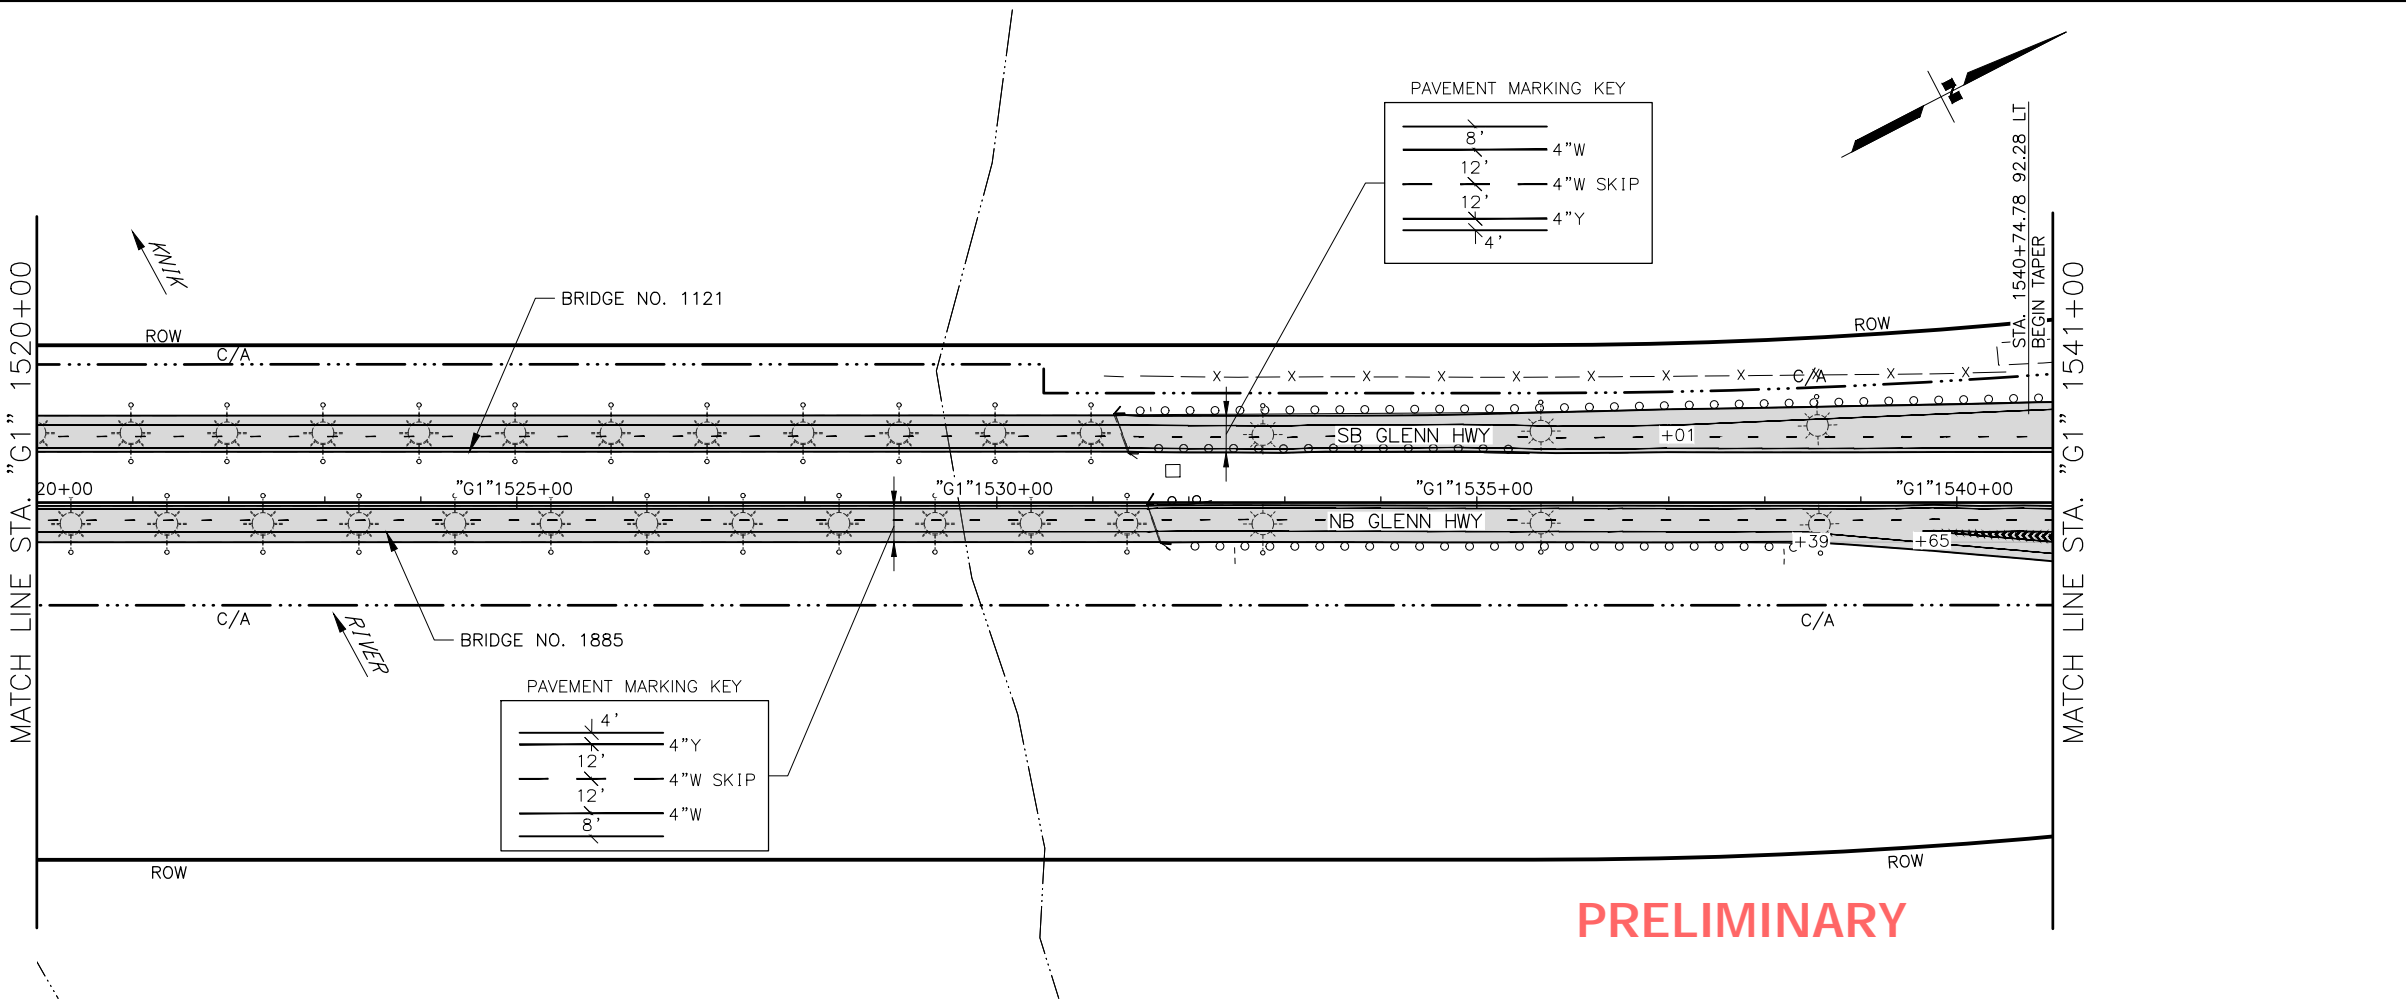 PAVEMENT MARKING KEY
8'
4"W
12'
4"W SKIP
12'
4"Y
4'
STA. 1540+74.78 92.28 LT
BEGIN TAPER
MATCH LINE STA. "G1" 1520+00
MATCH LINE STA. "G1" 1541+00
KNIK
BRIDGE NO. 1121
ROW
ROW
C/A
C/A
X X X X X X X X X X X
SB GLENN HWY
+01
20+00
"G1"1525+00
"G1"1530+00
"G1"1535+00
"G1"1540+00
NB GLENN HWY
+39
+65
C/A
C/A
RIVER
BRIDGE NO. 1885
PAVEMENT MARKING KEY
4'
4"Y
12'
4"W SKIP
12'
4"W
8'
ROW
ROW
PRELIMINARY